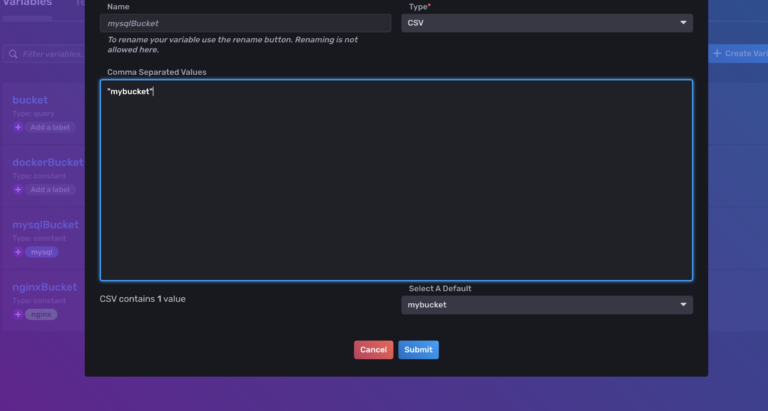 Variables
Name
mysqlBucket
To rename your variable use the rename button. Renaming is not
allowed here.
Type*
CSV
Filter variables..
+ Create Vari
Comma Separated Values
"mybucket"
bucket
Type: query
+ Add a label
dockerBucket
Type: constant
+ Add a label
mysqlBucket
Type: constant
+ mysql
nginxBucket
Type: constant
+ nginx
CSV contains 1 value
Select A Default
mybucket
Cancel
Submit